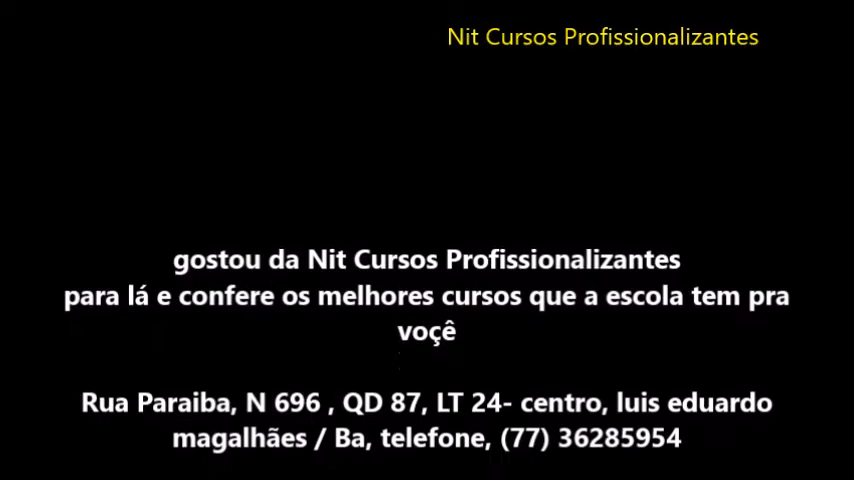 Nit Cursos Profissionalizantes
gostou da Nit Cursos Profissionalizantes
para lá e confere os melhores cursos que a escola tem pra
voçê
Rua Paraiba, N 696 , QD 87, LT 24- centro, luis eduardo
magalhães / Ba, telefone, (77) 36285954